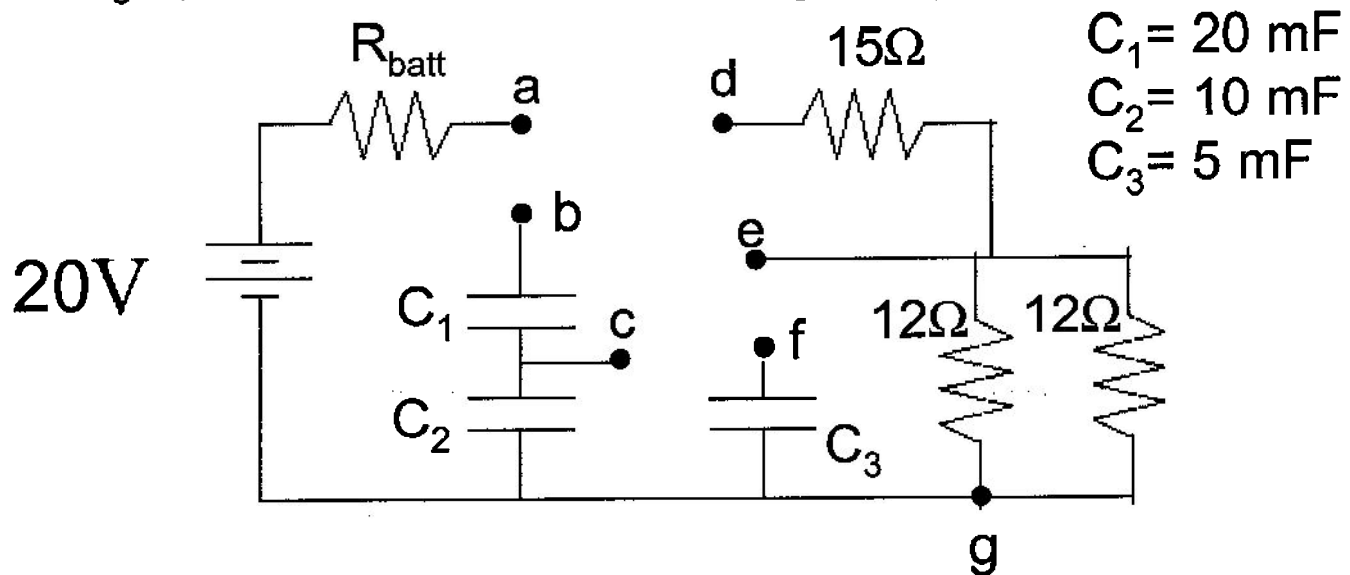 R_batt
a
d
15Ω
C₁= 20 mF
C₂= 10 mF
C₃= 5 mF
b
e
20V
C₁
c
f
12Ω
12Ω
C₂
C₃
g